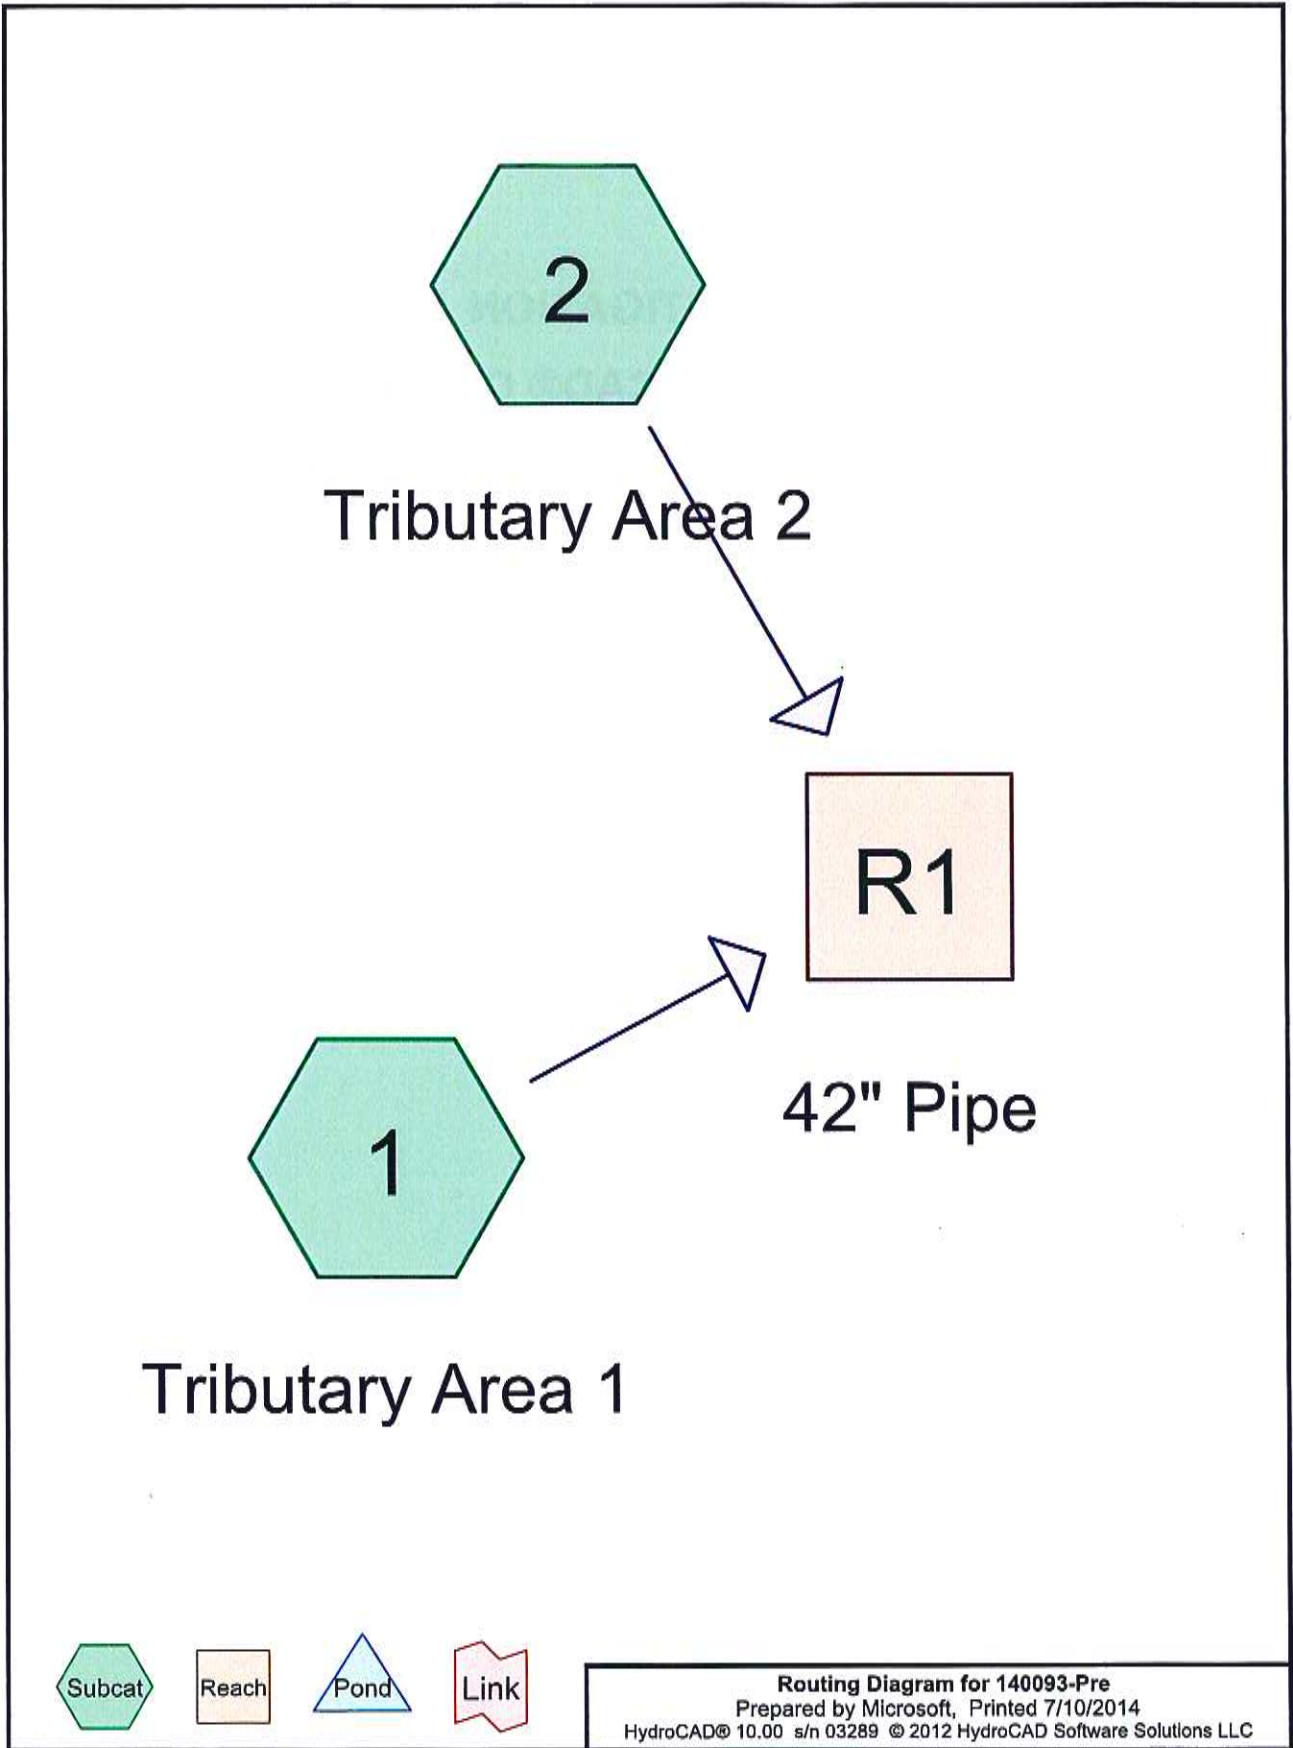 2
Tributary Area 2
R1
42" Pipe
1
Tributary Area 1
Subcat
Reach
Pond
Link
Routing Diagram for 140093-Pre
Prepared by Microsoft, Printed 7/10/2014
HydroCAD® 10.00 s/n 03289 © 2012 HydroCAD Software Solutions LLC